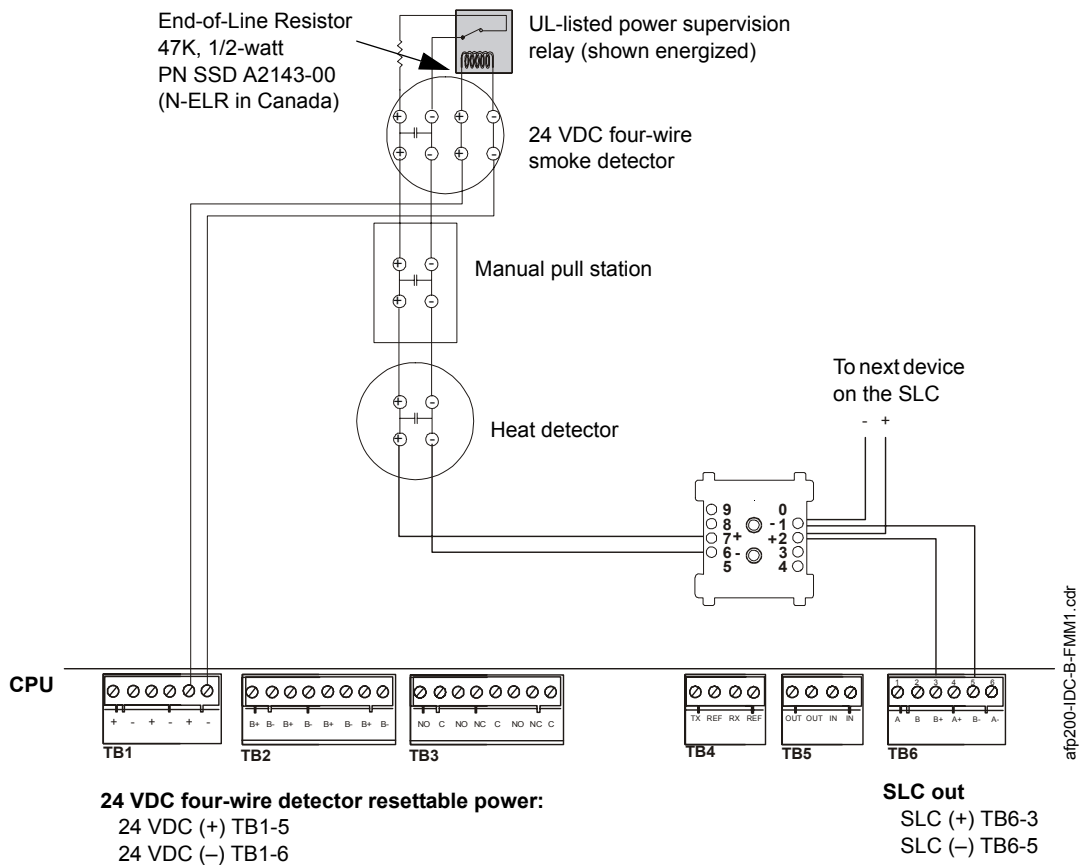 End-of-Line Resistor
47K, 1/2-watt
PN SSD A2143-00
(N-ELR in Canada)
UL-listed power supervision
relay (shown energized)
+ - + -
+ - + -
24 VDC four-wire
smoke detector
+ -
+ -
Manual pull station
+ -
+ -
Heat detector
To next device
on the SLC
- +
9 0
8 -1
7+ +2
6- 3
5 4
CPU
+ - + - + -
TB1
B+ B- B+ B- B+ B- B+ B-
TB2
NO C NO NC C NO NC C
TB3
TX REF RX REF
TB4
OUT OUT IN IN
TB5
1 2 3 4 5 6
A B B+ A+ B- A-
TB6
24 VDC four-wire detector resettable power:
24 VDC (+) TB1-5
24 VDC (–) TB1-6
SLC out
SLC (+) TB6-3
SLC (–) TB6-5
afp200-IDC-B-FMM1.cdr